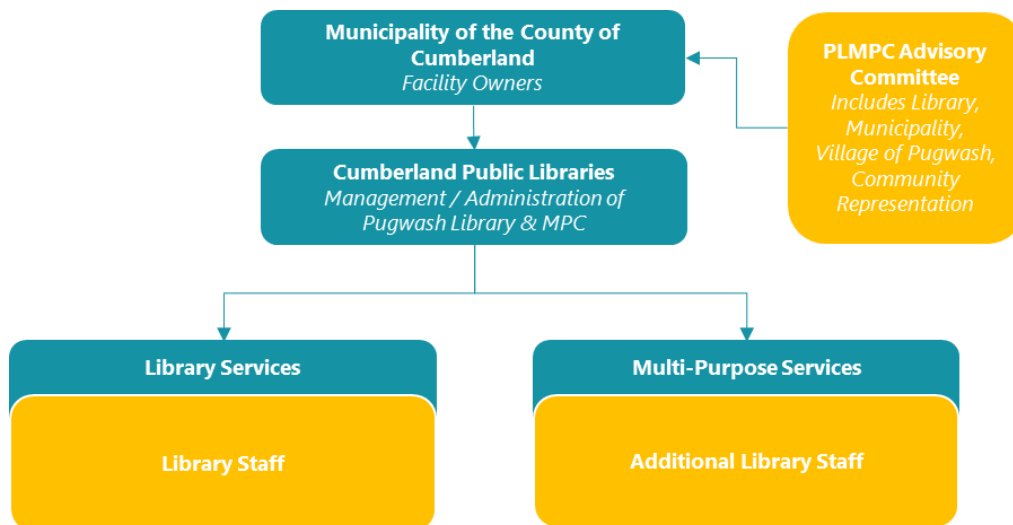 Municipality of the County of
Cumberland
Facility Owners
PLMPC Advisory
Committee
Includes Library,
Municipality,
Village of Pugwash,
Community
Representation
Cumberland Public Libraries
Management / Administration of
Pugwash Library & MPC
Library Services
Library Staff
Multi-Purpose Services
Additional Library Staff